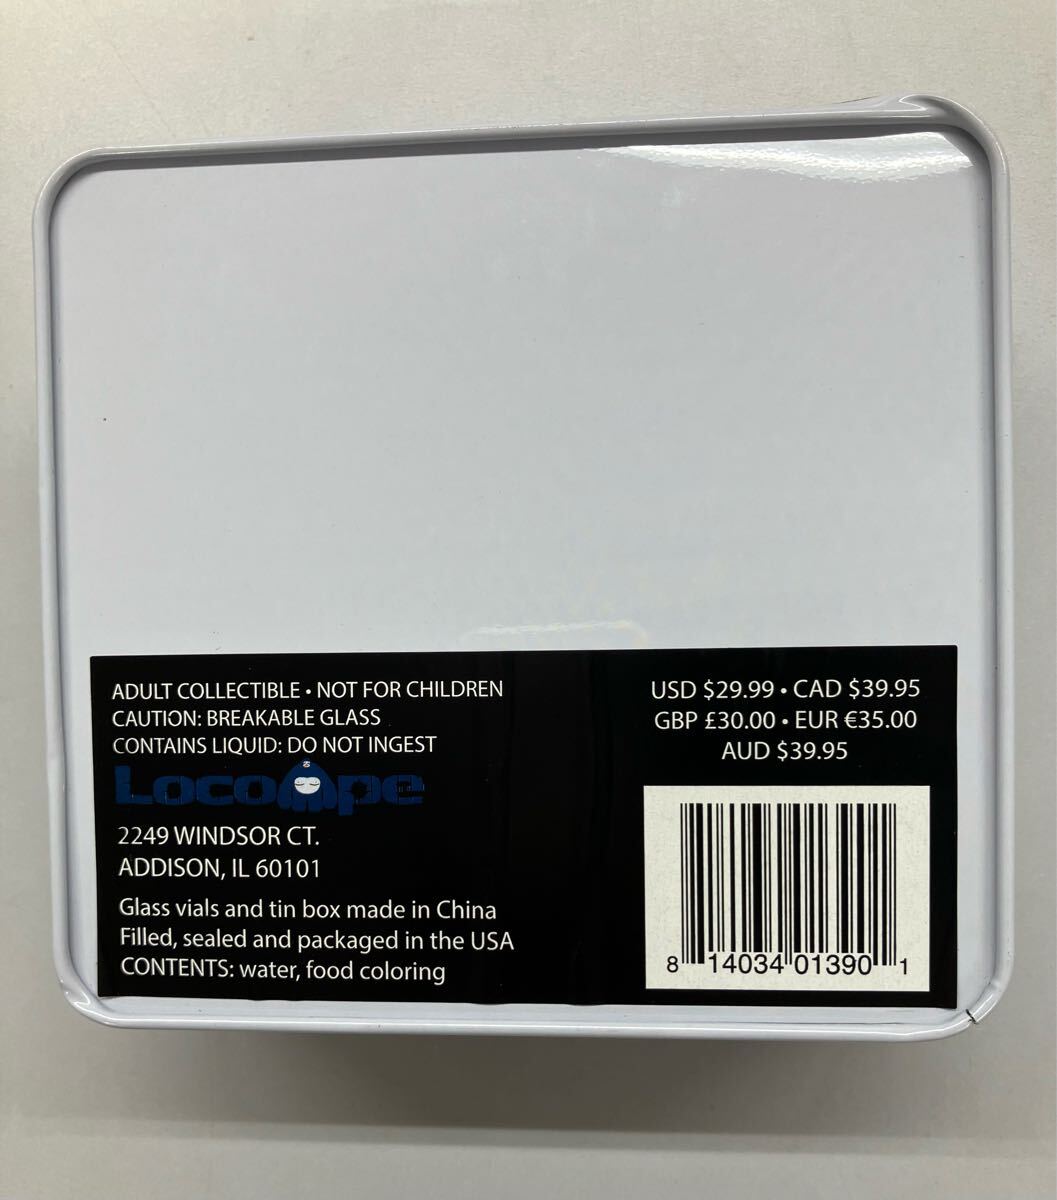 ADULT COLLECTIBLE • NOT FOR CHILDREN
CAUTION: BREAKABLE GLASS
CONTAINS LIQUID: DO NOT INGEST
LocoApe
2249 WINDSOR CT.
ADDISON, IL 60101
Glass vials and tin box made in China
Filled, sealed and packaged in the USA
CONTENTS: water, food coloring
USD $29.99 • CAD $39.95
GBP £30.00 • EUR €35.00
AUD $39.95
8 14034 01390 1